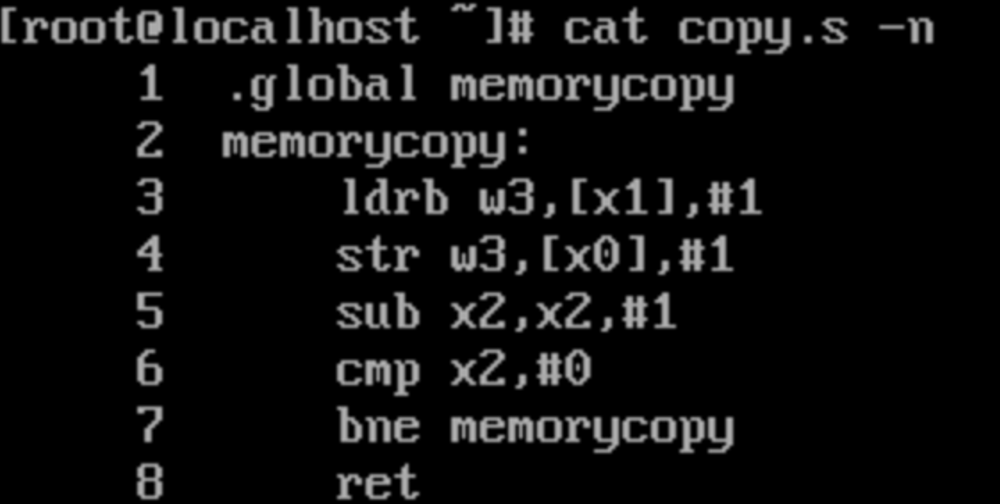 [root@localhost ~]# cat copy.s -n
     1	.global memorycopy
     2	memorycopy:
     3	    ldrb w3,[x1],#1
     4	    str w3,[x0],#1
     5	    sub x2,x2,#1
     6	    cmp x2,#0
     7	    bne memorycopy
     8	    ret